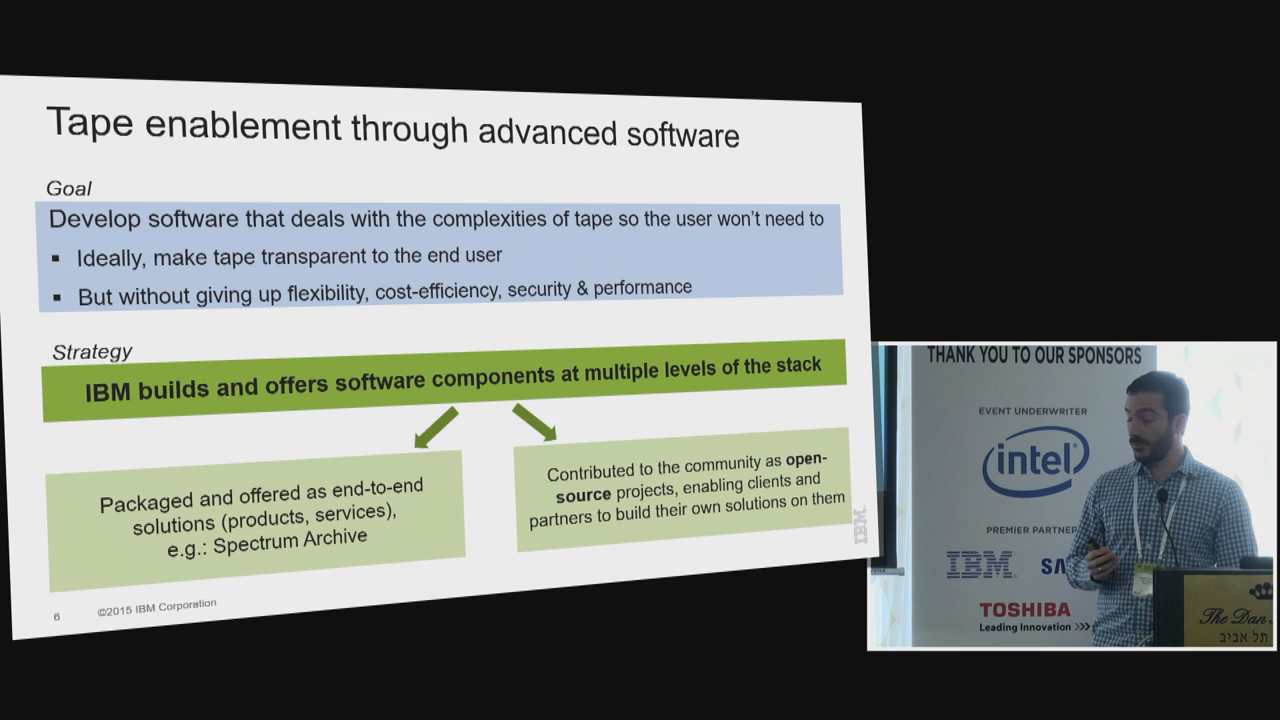 Tape enablement through advanced software
Goal
Develop software that deals with the complexities of tape so the user won't need to
▪ Ideally, make tape transparent to the end user
▪ But without giving up flexibility, cost-efficiency, security & performance
Strategy
IBM builds and offers software components at multiple levels of the stack
Packaged and offered as end-to-end
solutions (products, services),
e.g.: Spectrum Archive
Contributed to the community as open-
source projects, enabling clients and
partners to build their own solutions on them
IBM
6 ©2015 IBM Corporation
THANK YOU TO OUR SPONSORS
EVENT UNDERWRITER
intel
PREMIER PARTNER
IBM
TOSHIBA
Leading Innovation >>>
The Dan
תל אביב